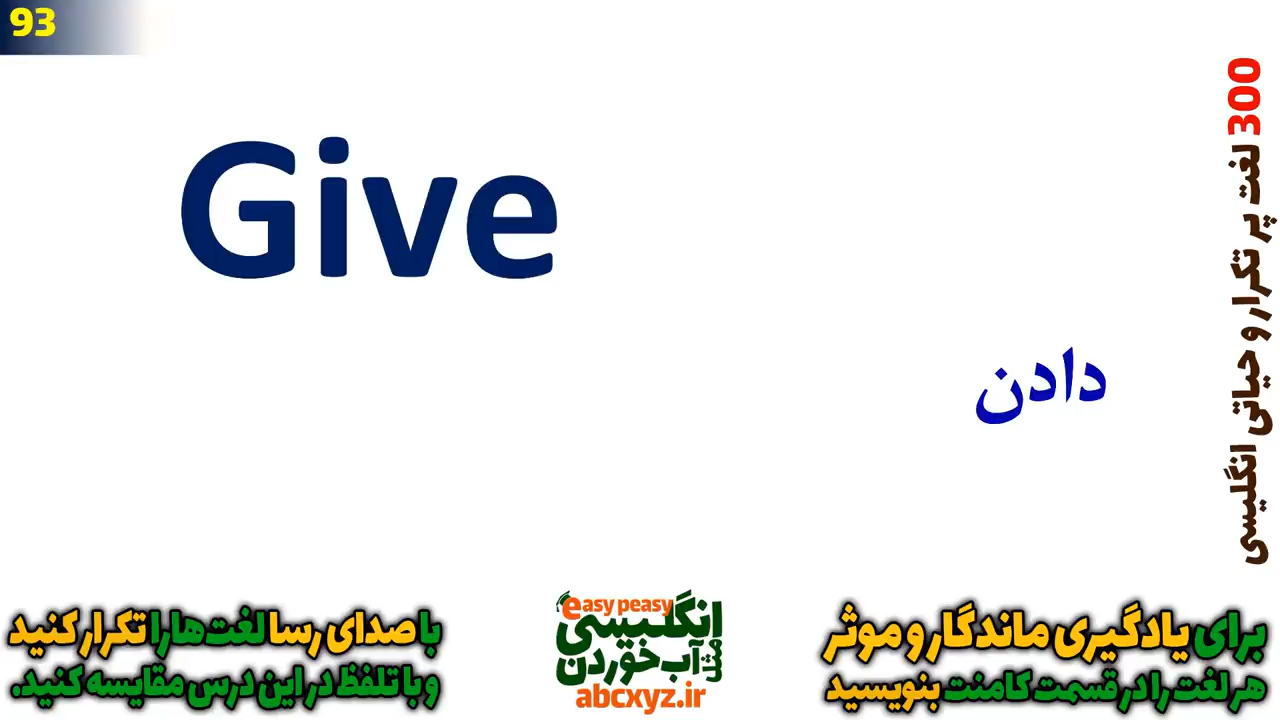 93
Give
دادن
300 لغت پر تکرار و حیاتی انگلیسی
برای یادگیری ماندگار و موثر
هر لغت را در قسمت کامنت بنویسید
easy peasy
انگلیسی
مثل آب خوردن
abcxyz.ir
با صدای رسا لغت‌ها را تکرار کنید
و با تلفظ در این درس مقایسه کنید.